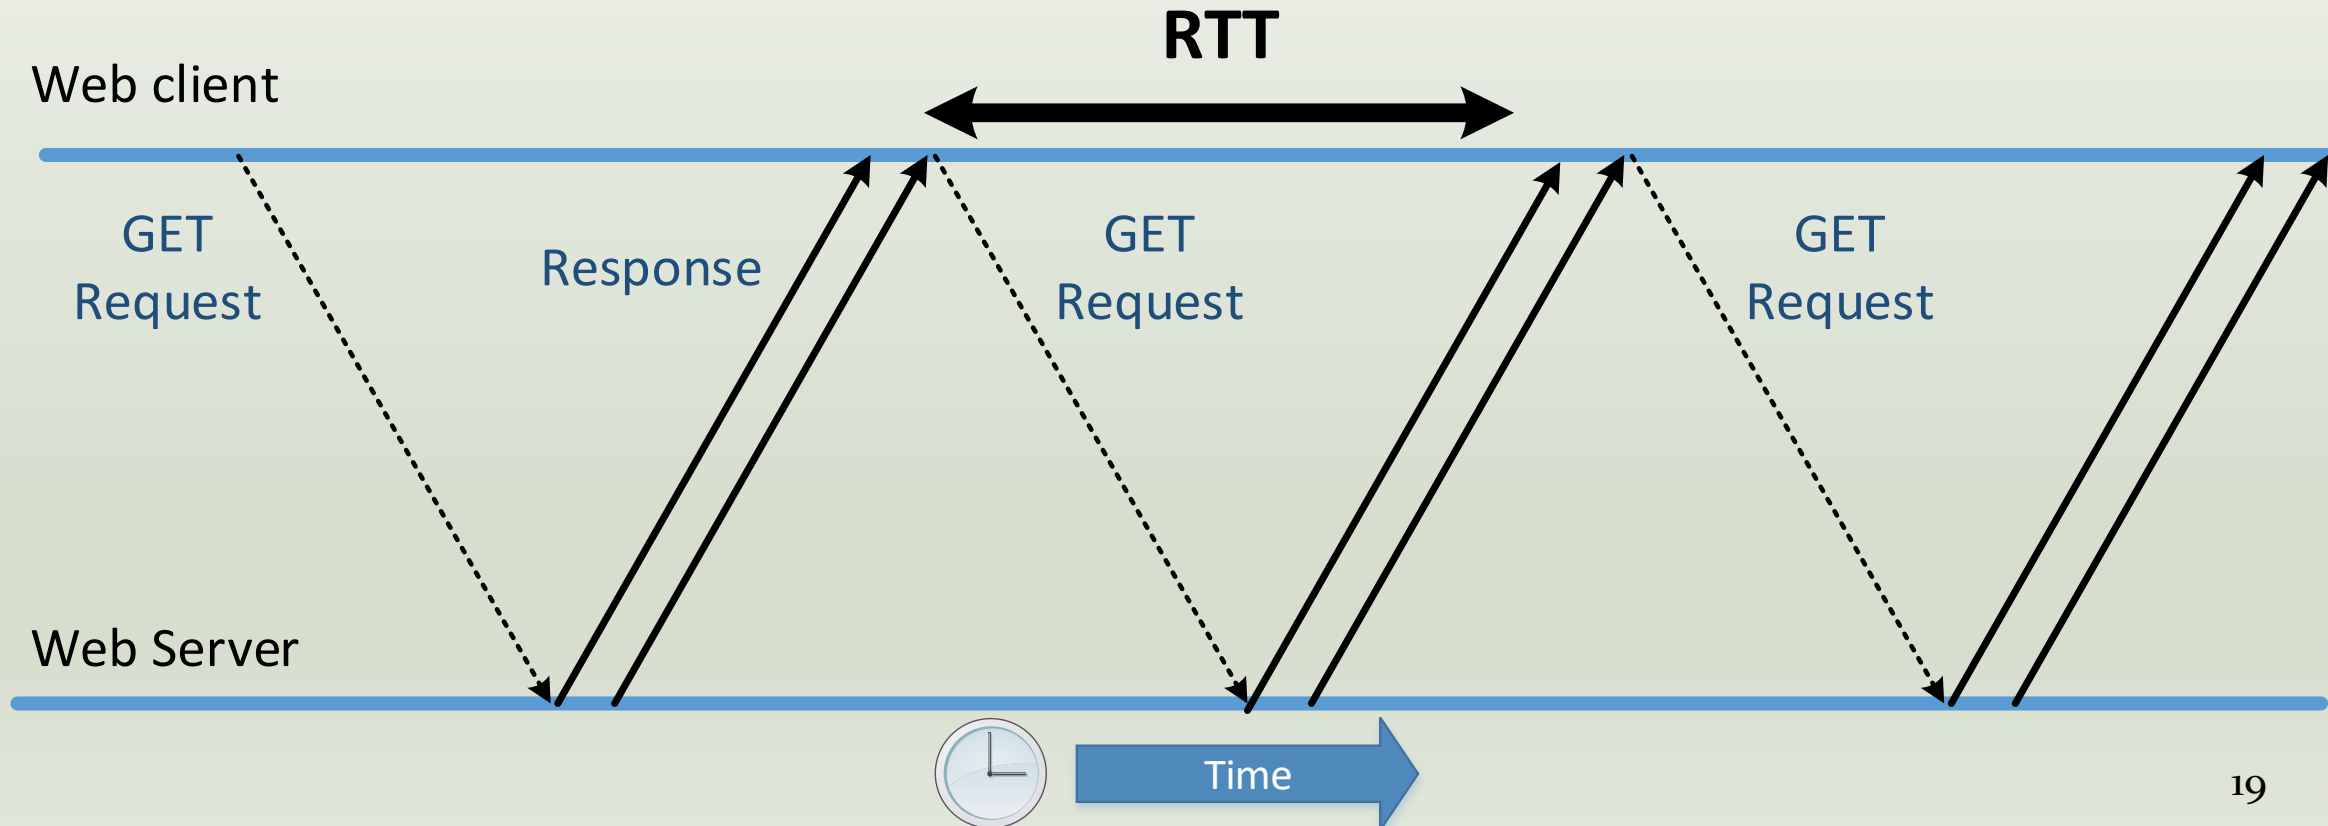 RTT
Web client
GET
Request
Response
GET
Request
GET
Request
Web Server
Time
19